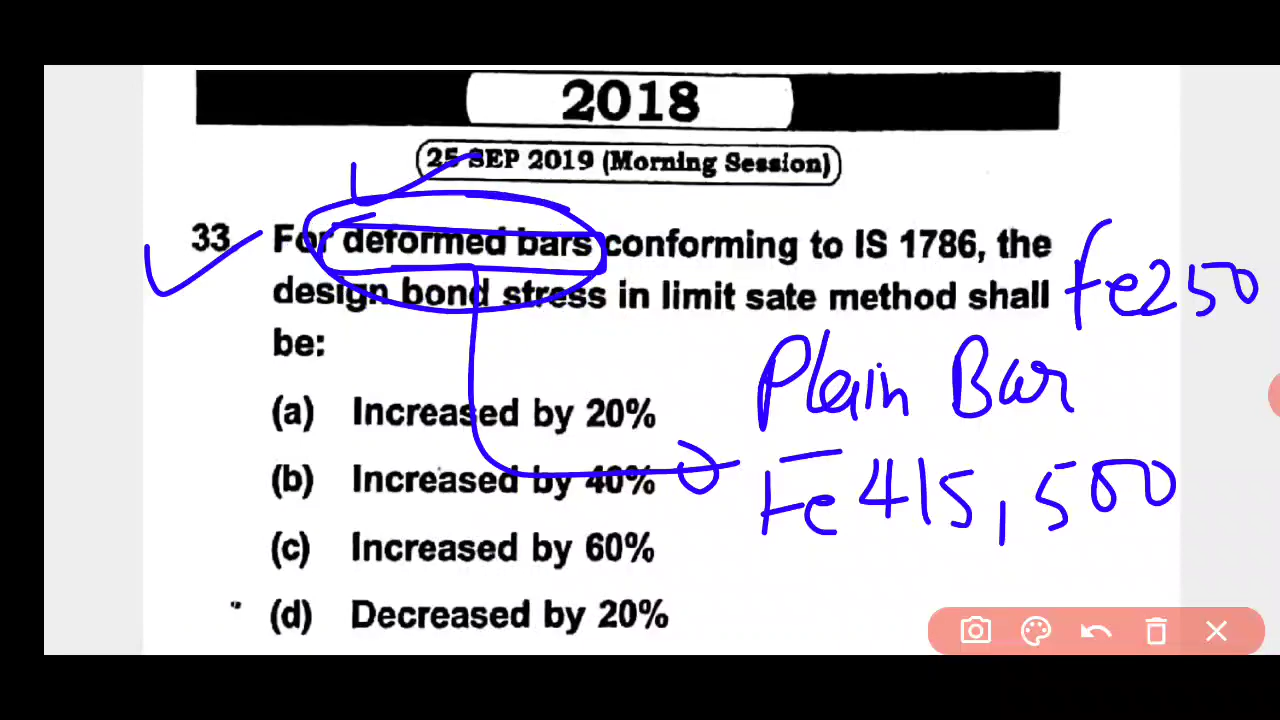 2018
25 SEP 2019 (Morning Session)
33 For deformed bars conforming to IS 1786, the
design bond stress in limit sate method shall
be:
Fe250
Plain Bar
(a) Increased by 20%
(b) Increased by 40%
Fe415, 500
(c) Increased by 60%
(d) Decreased by 20%